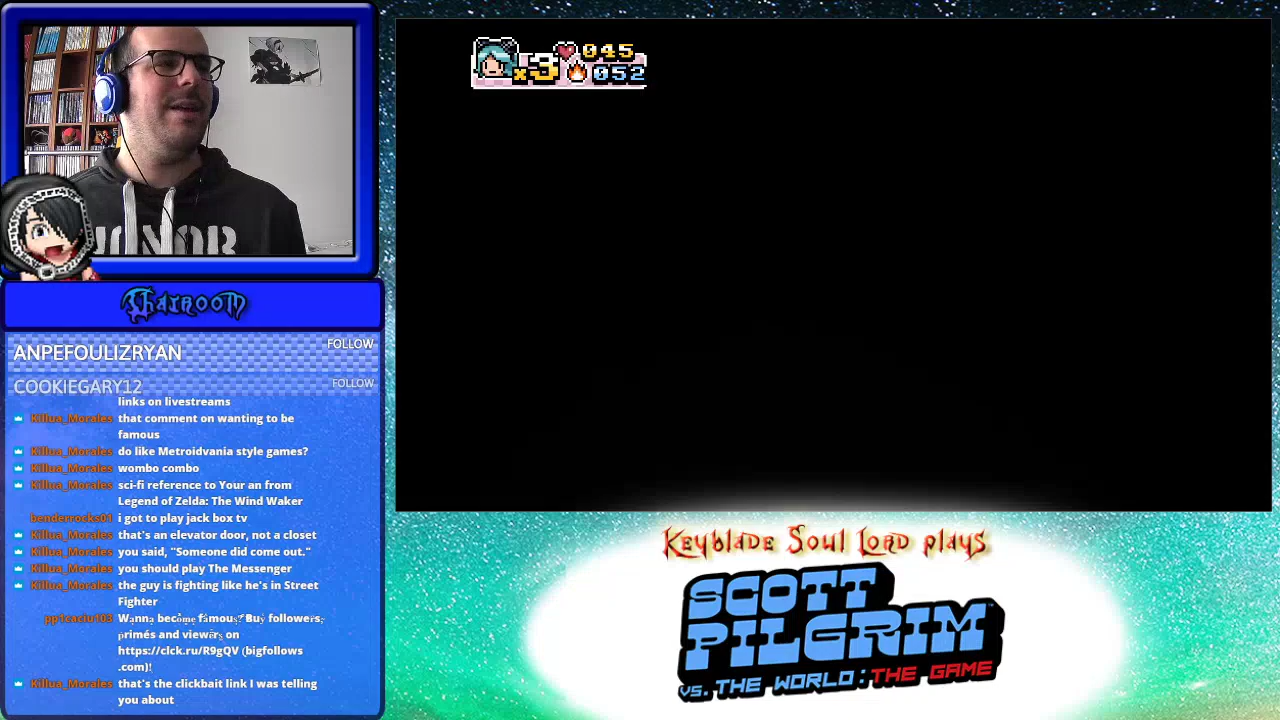 x3 045
052
HONOR
Chatroom
ANPEFOULIZRYAN FOLLOW
COOKIEGARY12 FOLLOW
links on livestreams
Killua_Morales that comment on wanting to be
famous
Killua_Morales do like Metroidvania style games?
Killua_Morales wombo combo
Killua_Morales sci-fi reference to Your an from
Legend of Zelda: The Wind Waker
benderrocks01 i got to play jack box tv
Killua_Morales that's an elevator door, not a closet
Killua_Morales you said, "Someone did come out."
Killua_Morales you should play The Messenger
Killua_Morales the guy is fighting like he's in Street
Fighter
Wanna become famous? Buy followers,
primes and viewers on
https://clck.ru/R9gQV (bigfollows
.com)!
Killua_Morales that's the clickbait link I was telling
you about
Keyblade Soul Lord plays
SCOTT
PILGRIM™
VS. THE WORLD: THE GAME